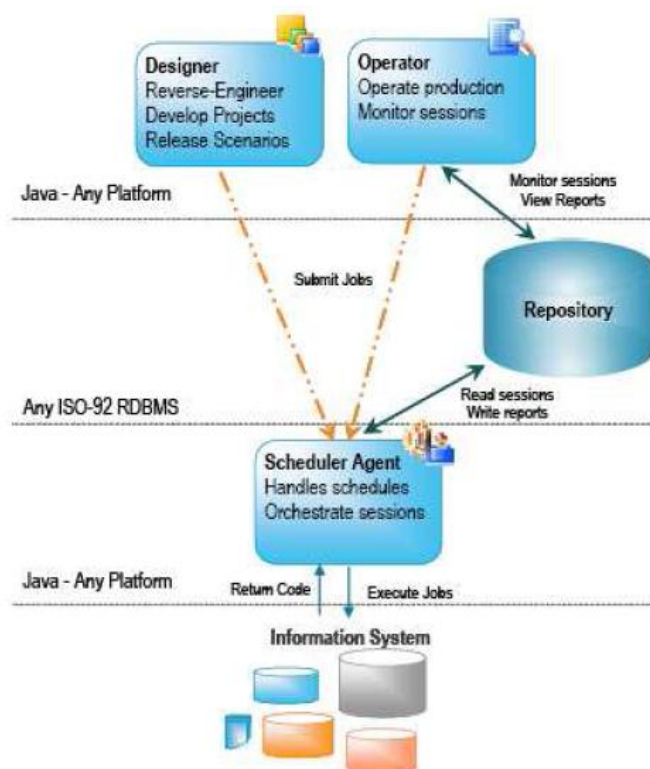 Designer
Reverse-Engineer
Develop Projects
Release Scenarios
Operator
Operate production
Monitor sessions
Java - Any Platform
Monitor sessions
View Reports
Submit Jobs
Repository
Any ISO-92 RDBMS
Read sessions
Write reports
Scheduler Agent
Handles schedules
Orchestrate sessions
Java - Any Platform
Return Code
Execute Jobs
Information System